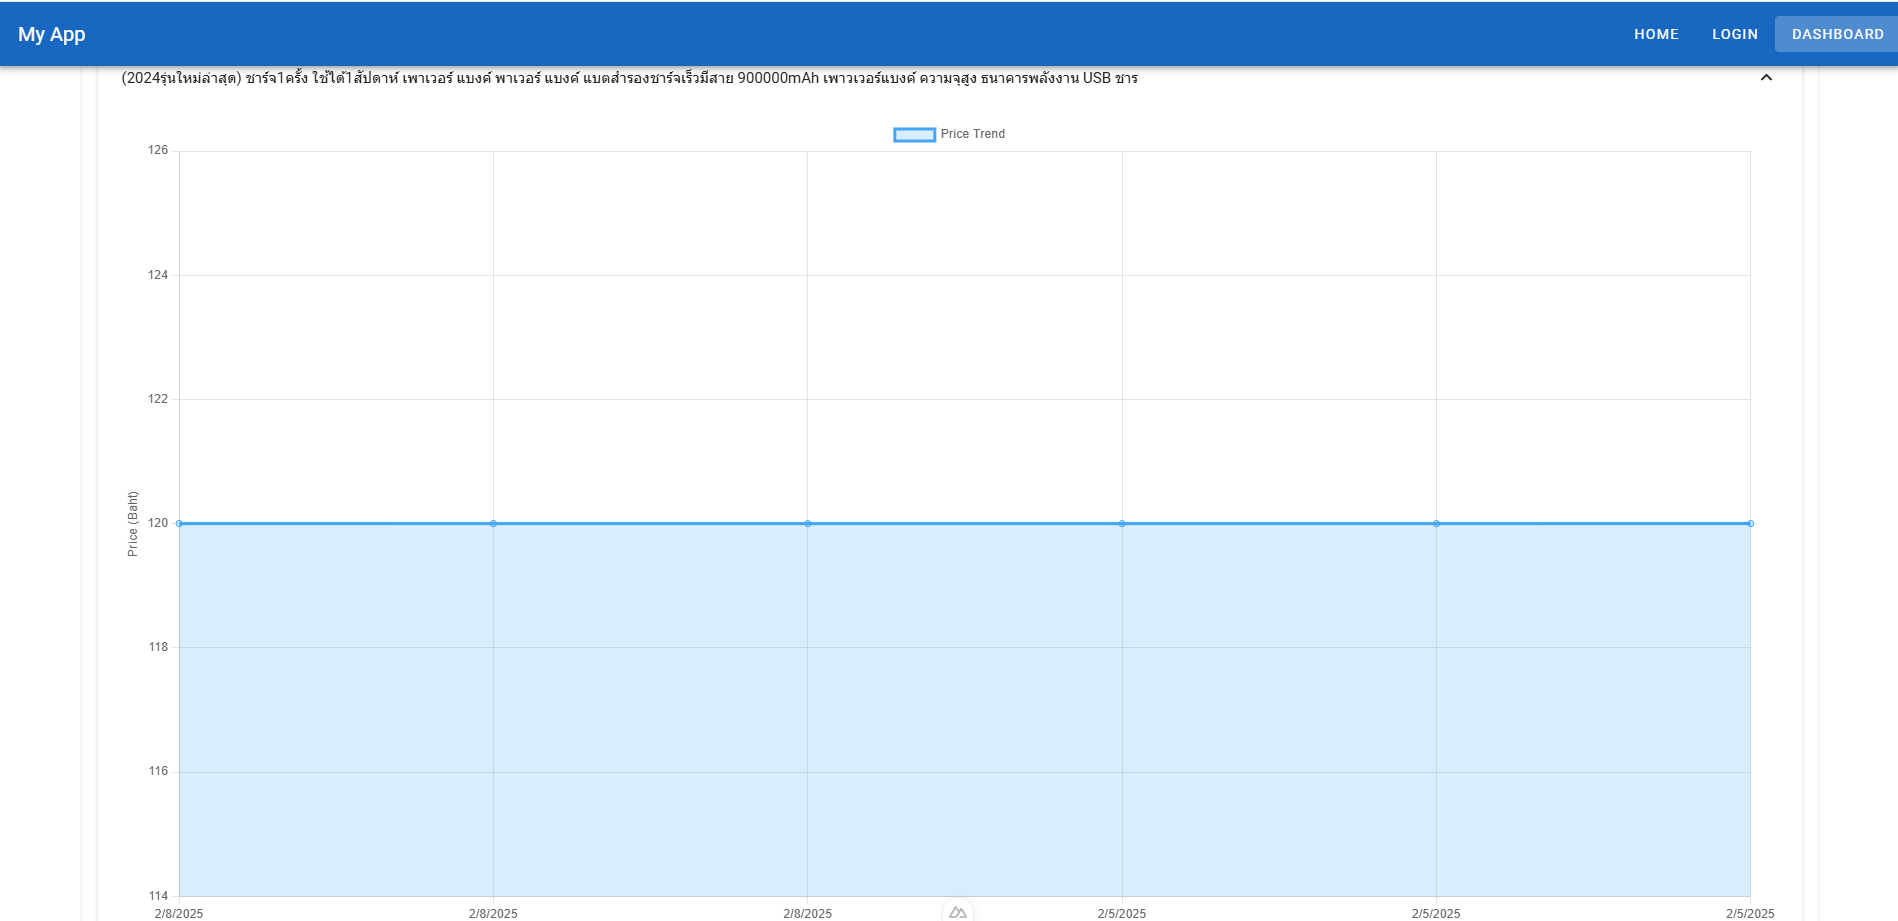 My App
HOME LOGIN DASHBOARD
(2024รุ่นใหม่ล่าสุด) ชาร์จ1ครั้ง ใช้ได้1สัปดาห์ เพาเวอร์ แบงค์ พาเวอร์ แบงค์ แบตสำรองชาร์จเร็วมีสาย 900000mAh เพาวเวอร์แบงค์ ความจุสูง ธนาคารพลังงาน USB ชาร
Price Trend
126
124
122
120
118
116
114
Price (Baht)
2/8/2025 2/8/2025 2/8/2025 2/5/2025 2/5/2025 2/5/2025